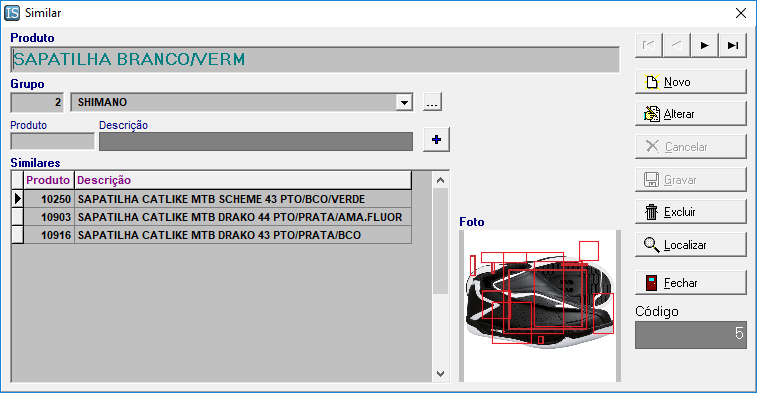 IS Similar
Produto
SAPATILHA BRANCO/VERM
Grupo
2 SHIMANO ...
Produto Descrição
Similares
Produto Descrição
10250 SAPATILHA CATLIKE MTB SCHEME 43 PTO/BCO/VERDE
10903 SAPATILHA CATLIKE MTB DRAKO 44 PTO/PRATA/AMA.FLUOR
10916 SAPATILHA CATLIKE MTB DRAKO 43 PTO/PRATA/BCO
Foto
Novo
Alterar
Cancelar
Gravar
Excluir
Localizar
Fechar
Código
5